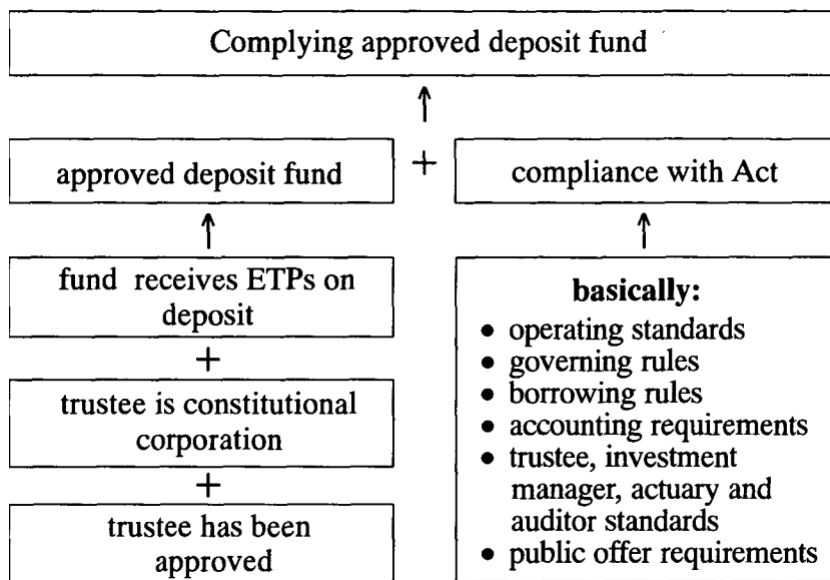 Complying approved deposit fund
approved deposit fund
+
compliance with Act
fund receives ETPs on
deposit
+
trustee is constitutional
corporation
+
trustee has been
approved
basically:
• operating standards
• governing rules
• borrowing rules
• accounting requirements
• trustee, investment
manager, actuary and
auditor standards
• public offer requirements